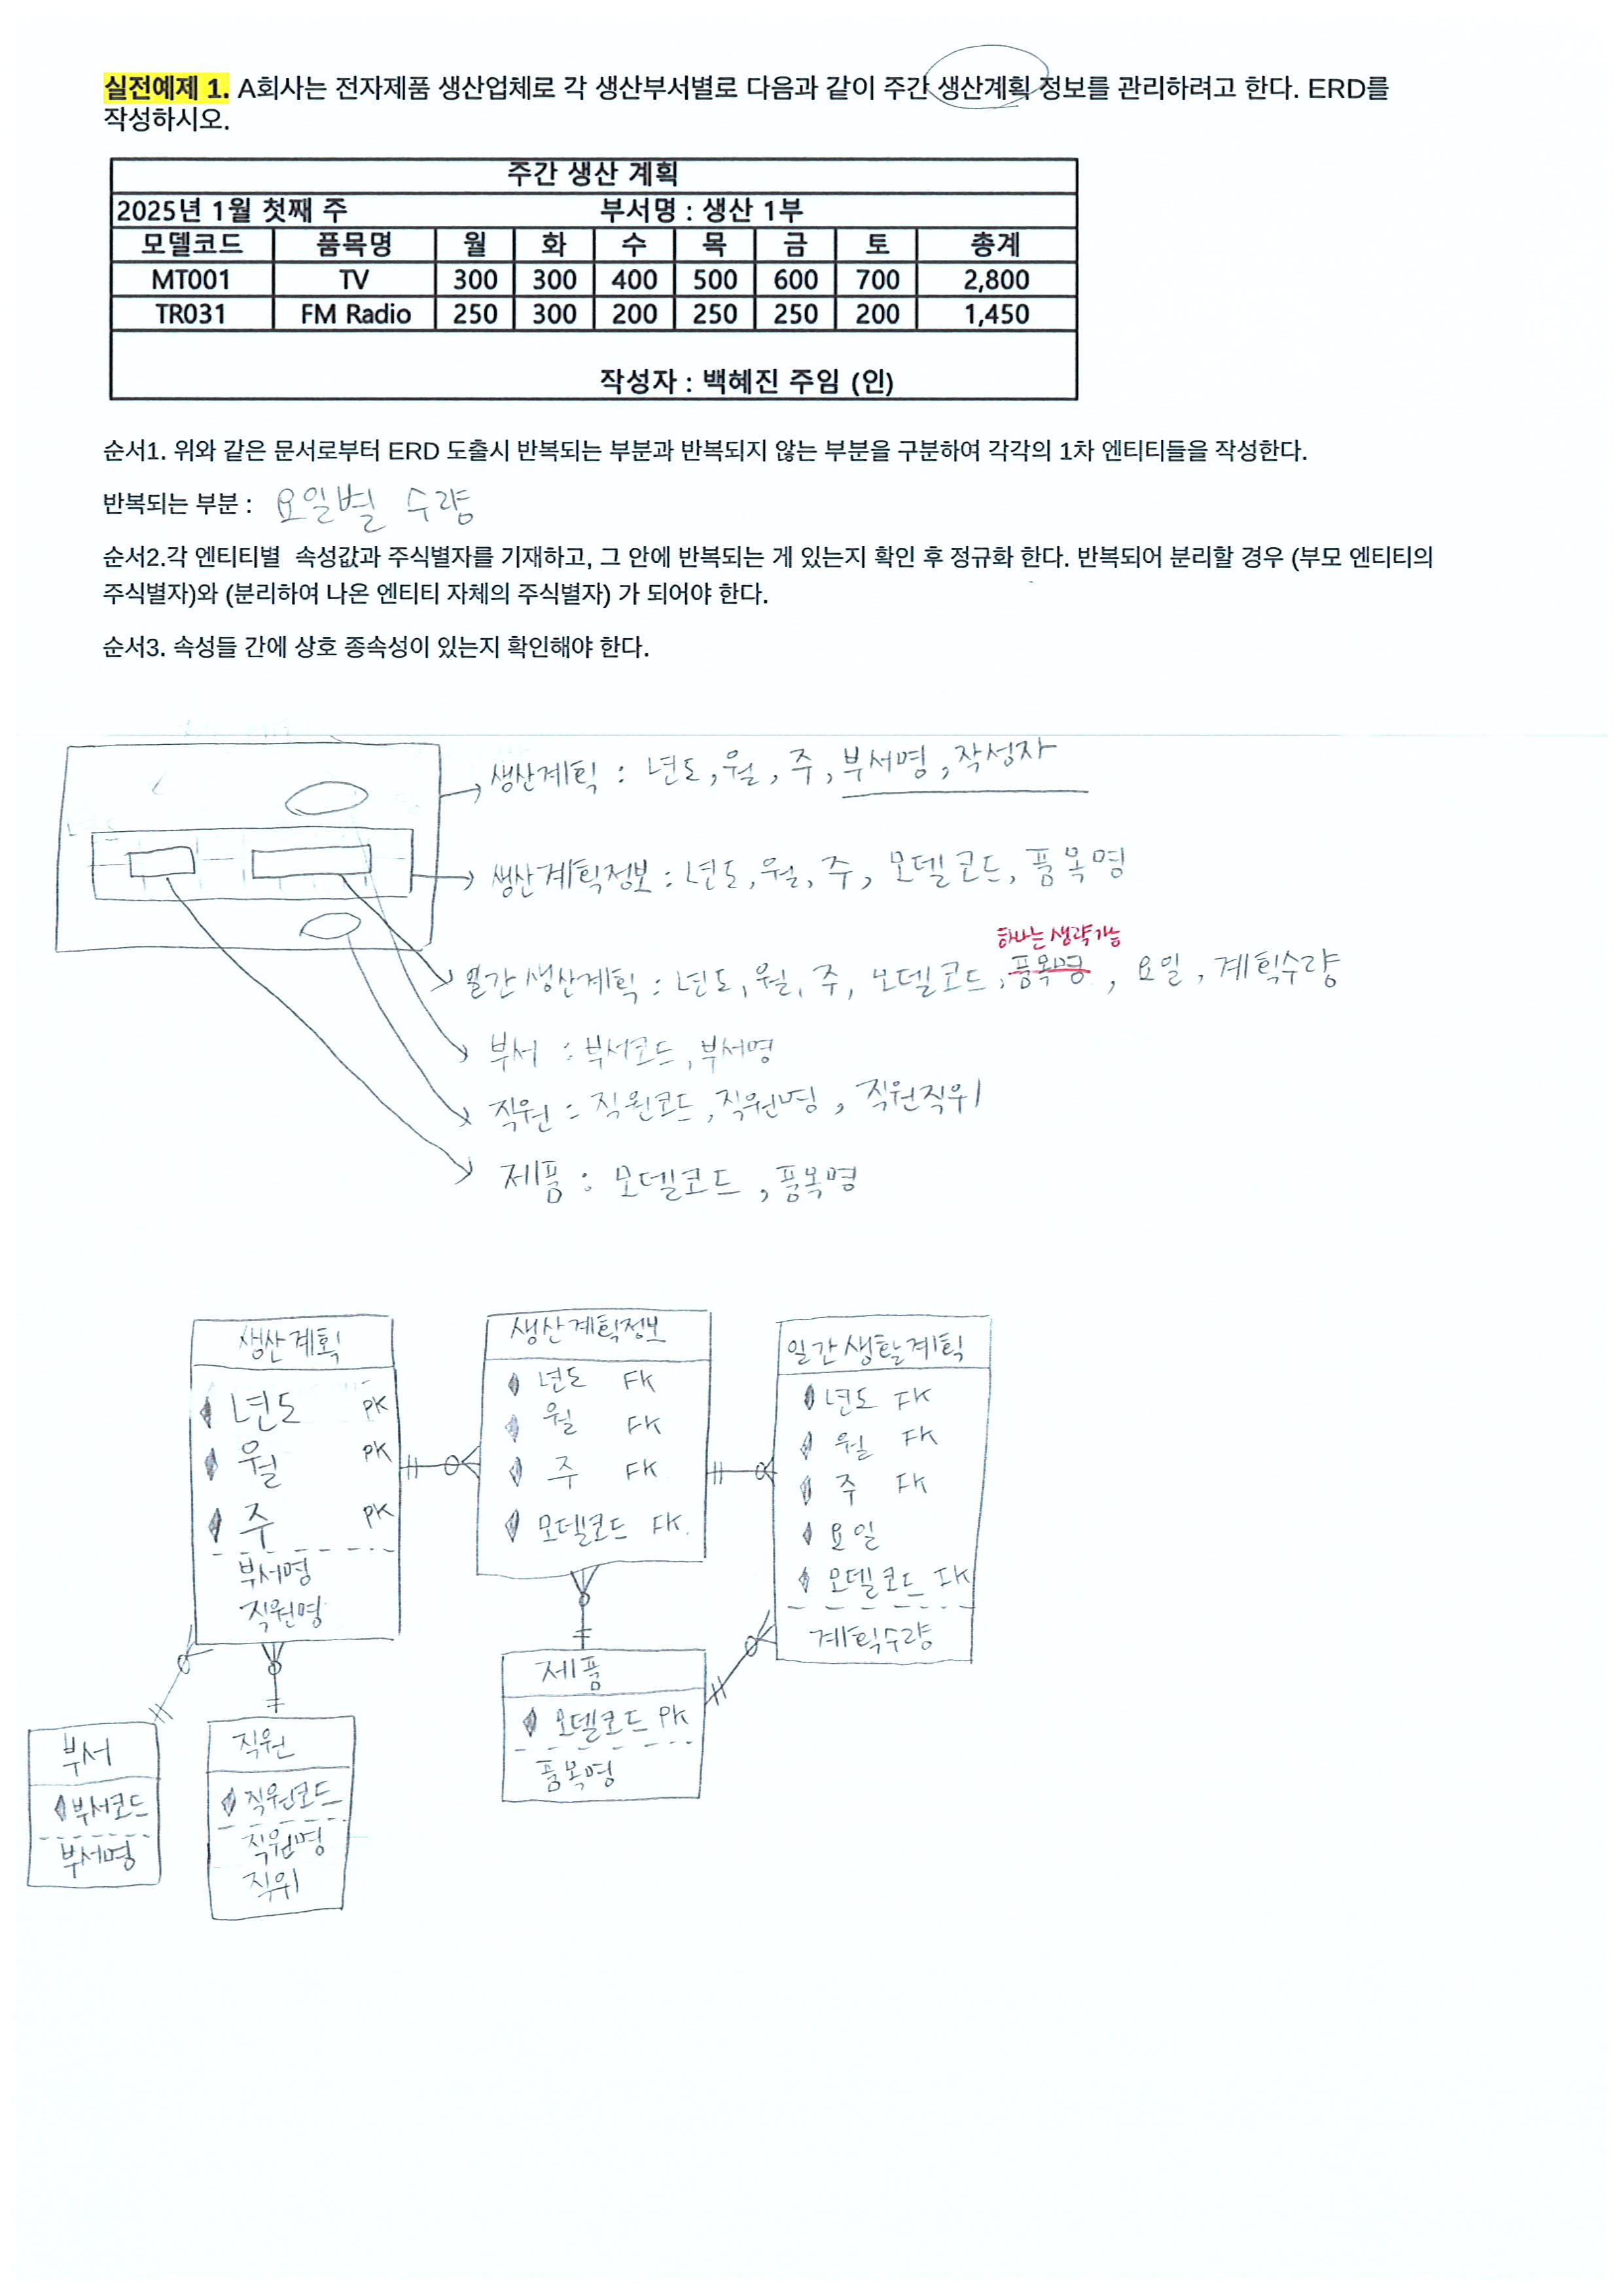 실전예제 1. A회사는 전자제품 생산업체로 각 생산부서별로 다음과 같이 주간 생산계획 정보를 관리하려고 한다. ERD를
작성하시오.
주간 생산 계획
2025년 1월 첫째 주 부서명 : 생산 1부
모델코드 품목명 월 화 수 목 금 토 총계
MT001 TV 300 300 400 500 600 700 2,800
TR031 FM Radio 250 300 200 250 250 200 1,450
작성자 : 백혜진 주임 (인)
순서1. 위와 같은 문서로부터 ERD 도출시 반복되는 부분과 반복되지 않는 부분을 구분하여 각각의 1차 엔티티들을 작성한다.
반복되는 부분 : 요일별 수량
순서2.각 엔티티별 속성값과 주식별자를 기재하고, 그 안에 반복되는 게 있는지 확인 후 정규화 한다. 반복되어 분리할 경우 (부모 엔티티의
주식별자)와 (분리하여 나온 엔티티 자체의 주식별자) 가 되어야 한다.
순서3. 속성들 간에 상호 종속성이 있는지 확인해야 한다.
생산계획 : 년도, 월, 주, 부서명, 작성자
생산계획정보 : 년도, 월, 주, 모델코드, 품목명
하나는 생략가능
일간 생산계획 : 년도, 월, 주, 모델코드, 품목명, 요일, 계획수량
부서 : 부서코드, 부서명
직원 : 직원코드, 직원명, 직원직위
제품 : 모델코드, 품목명
생산계획
년도 PK
월 PK
주 PK
부서명
직원명
생산계획정보
년도 FK
월 FK
주 FK
모델코드 FK.
일간 계획
년도 FK
월 FK
주 FK
요일
모델코드 FK
계획수량
부서
부서코드
부서명
직원
직원코드
직원명
직위
제품
모델코드 PK
품목명